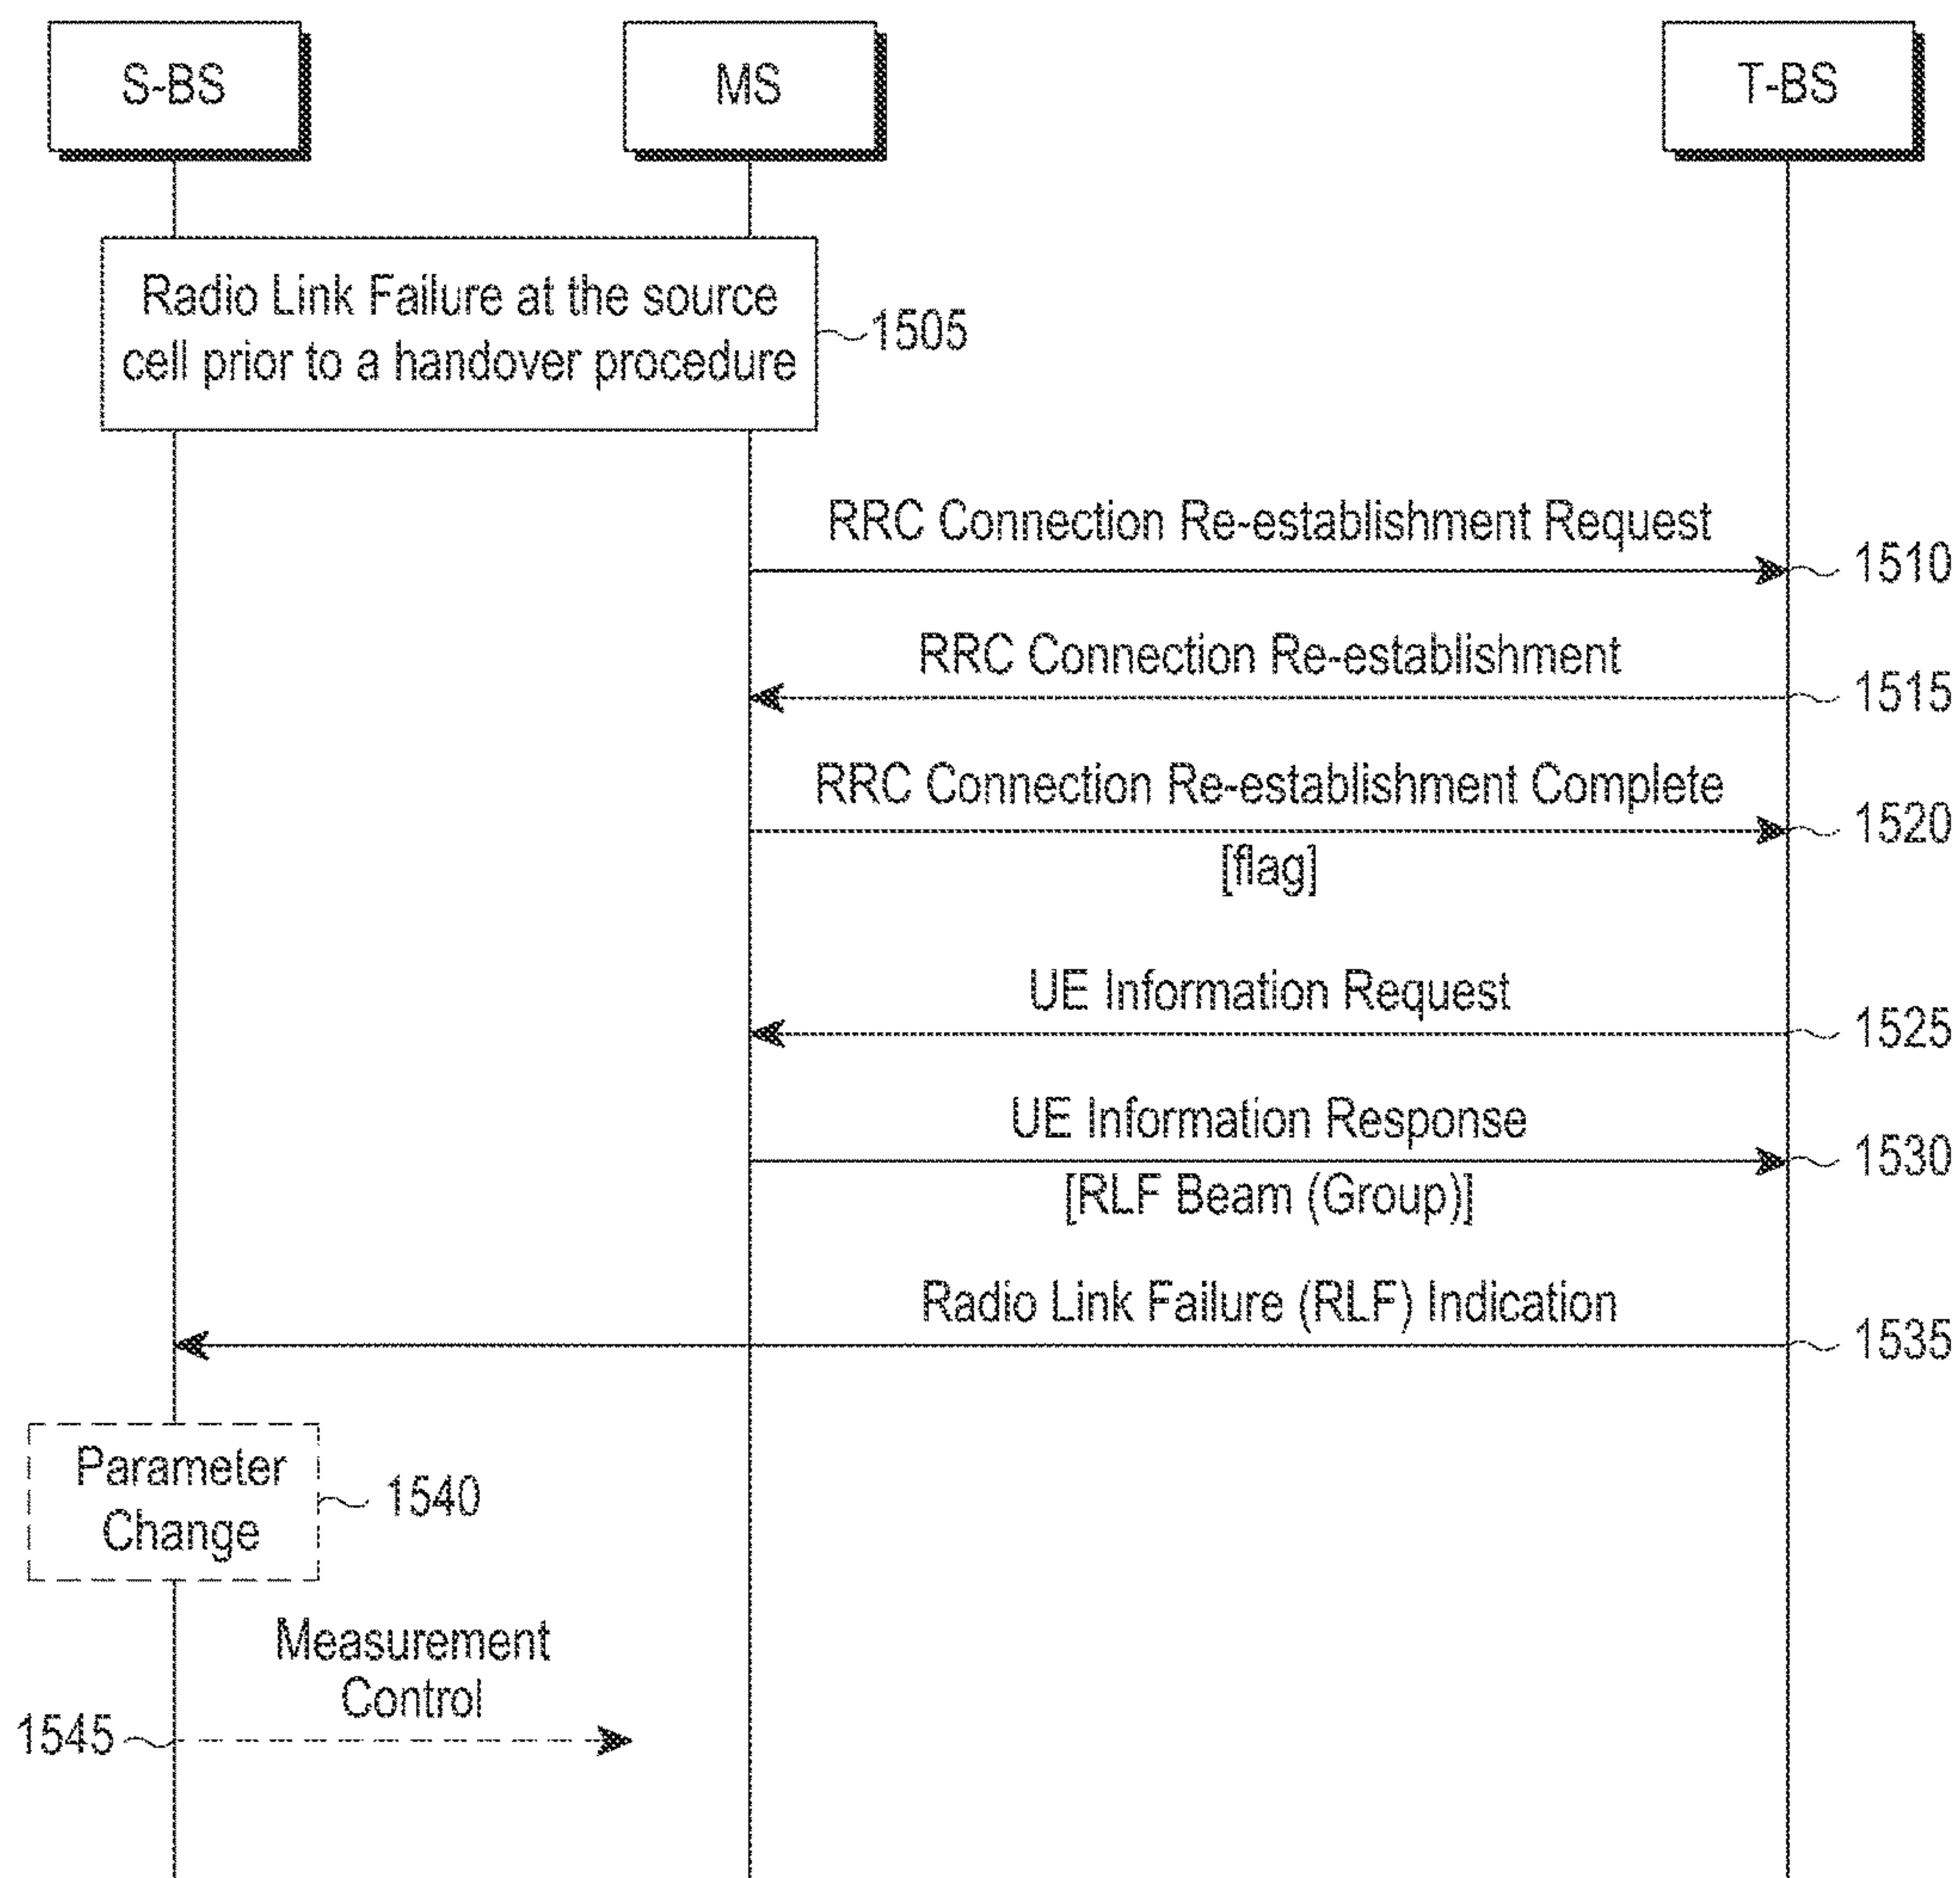 S-BS
MS
T-BS
Radio Link Failure at the source
cell prior to a handover procedure
1505
RRC Connection Re-establishment Request
1510
RRC Connection Re-establishment
1515
RRC Connection Re-establishment Complete
1520
[flag]
UE Information Request
1525
UE Information Response
1530
[RLF Beam (Group)]
Radio Link Failure (RLF) Indication
1535
Parameter
Change
1540
Measurement
Control
1545